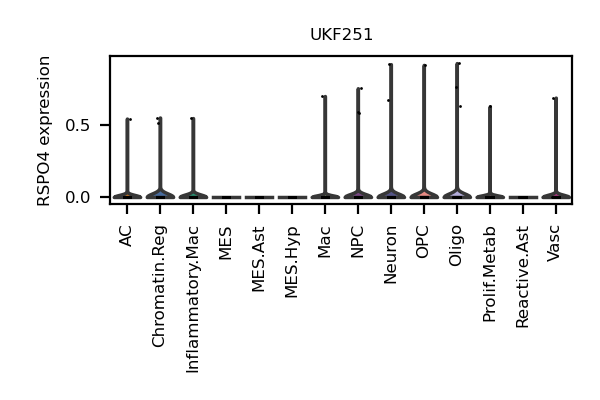 UKF251
RSPO4 expression
0.5
0.0
AC
Chromatin.Reg
Inflammatory.Mac
MES
MES.Ast
MES.Hyp
Mac
NPC
Neuron
OPC
Oligo
Prolif.Metab
Reactive.Ast
Vasc